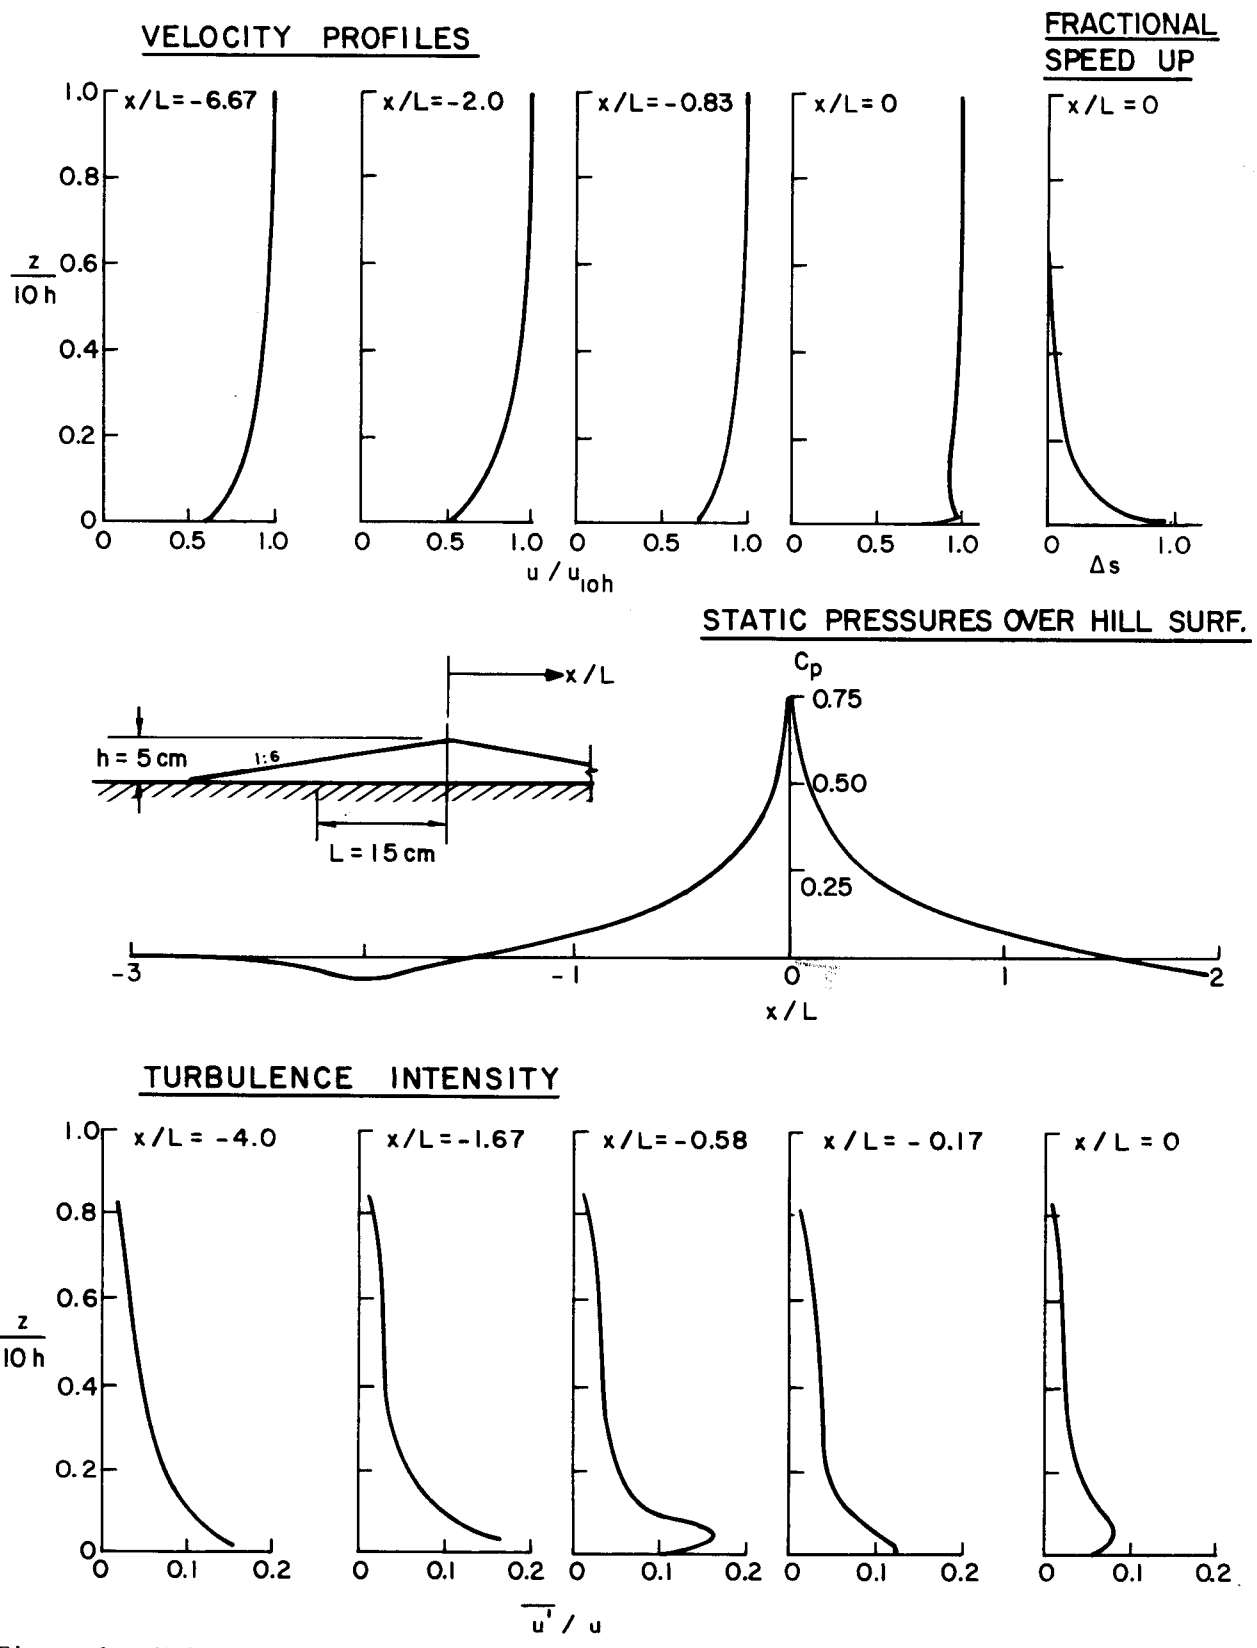 VELOCITY PROFILES
FRACTIONAL
SPEED UP
x/L=-6.67
x/L=-2.0
x/L=-0.83
x/L=0
x/L=0
1.0
0.8
0.6
0.4
0.2
0
z
10h
0 0.5 1.0
0 0.5 1.0
0 0.5 1.0
0 0.5 1.0
0 1.0
u/u10h
Δs
STATIC PRESSURES OVER HILL SURF.
x/L
h=5cm
1:6
L=15cm
Cp
0.75
0.50
0.25
-3 -1 0 1 2
x/L
TURBULENCE INTENSITY
x/L=-4.0
x/L=-1.67
x/L=-0.58
x/L=-0.17
x/L=0
1.0
0.8
0.6
0.4
0.2
0
z
10h
0 0.1 0.2
0 0.1 0.2
0 0.1 0.2
0 0.1 0.2
0 0.1 0.2
u'/u